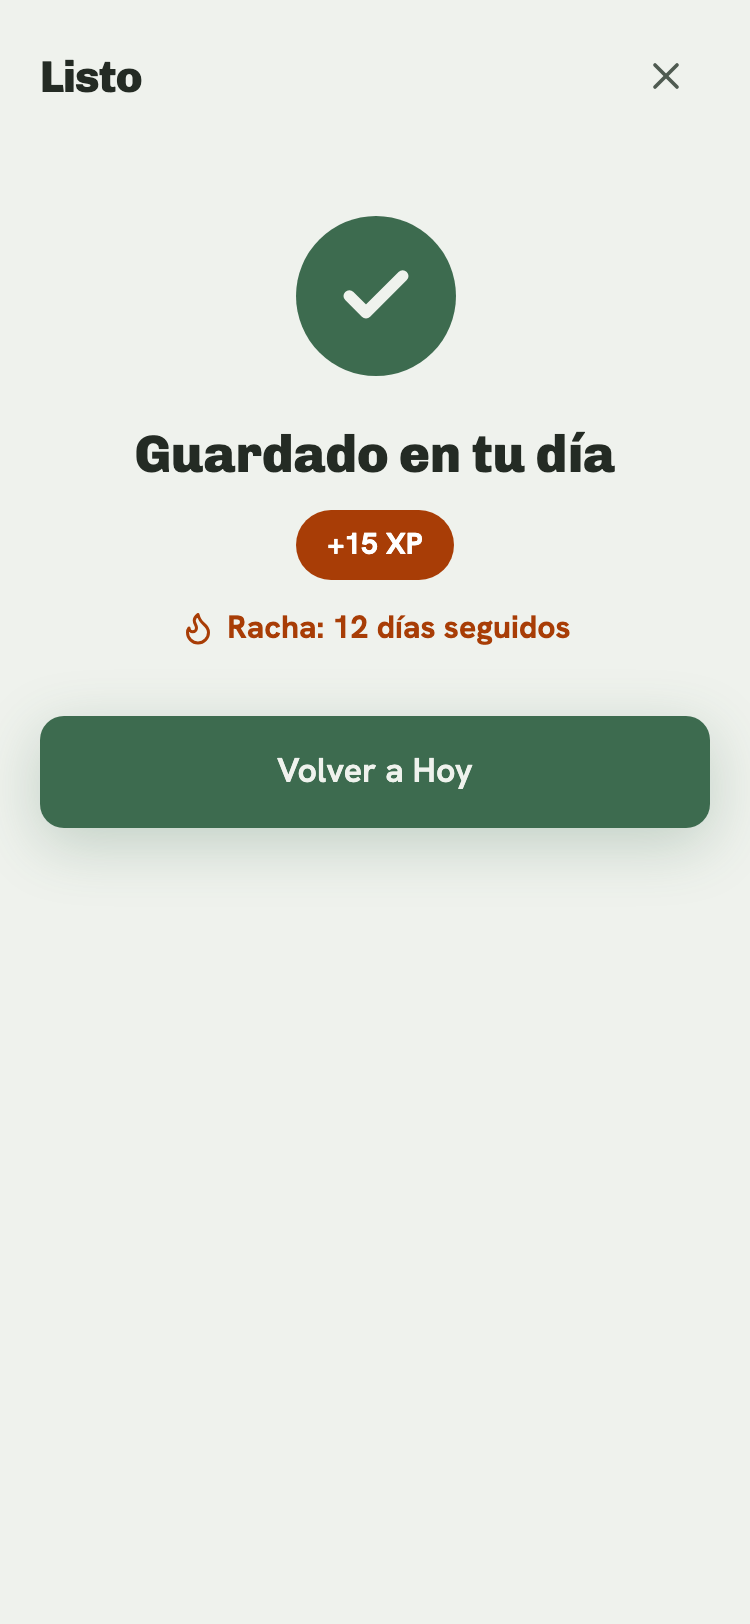 Listo
Guardado en tu día
+15 XP
Racha: 12 días seguidos
Volver a Hoy